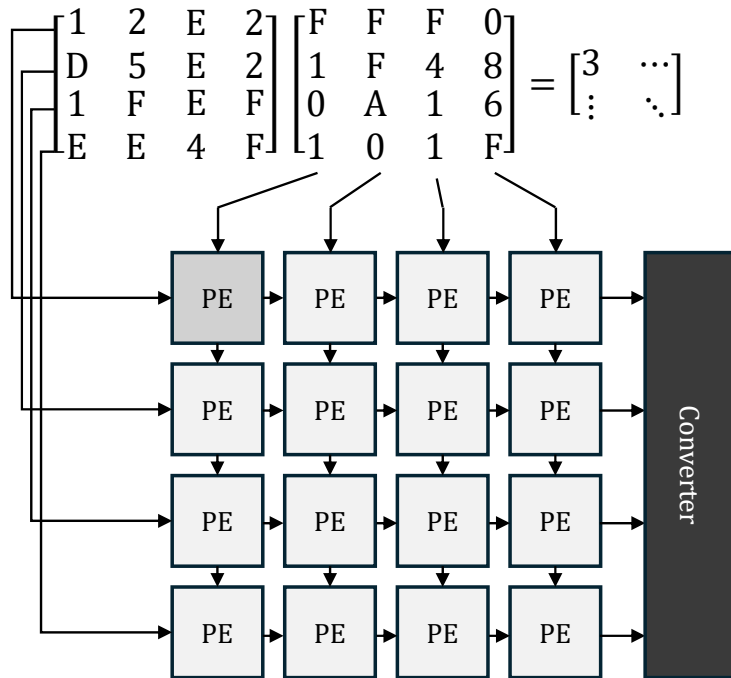 1 2 E 2 F F F 0
D 5 E 2 1 F 4 8 = 3 ⋯
1 F E F 0 A 1 6 ⋮ ⋱
E E 4 F 1 0 1 F
PE PE PE PE
PE PE PE PE
PE PE PE PE
PE PE PE PE
Converter